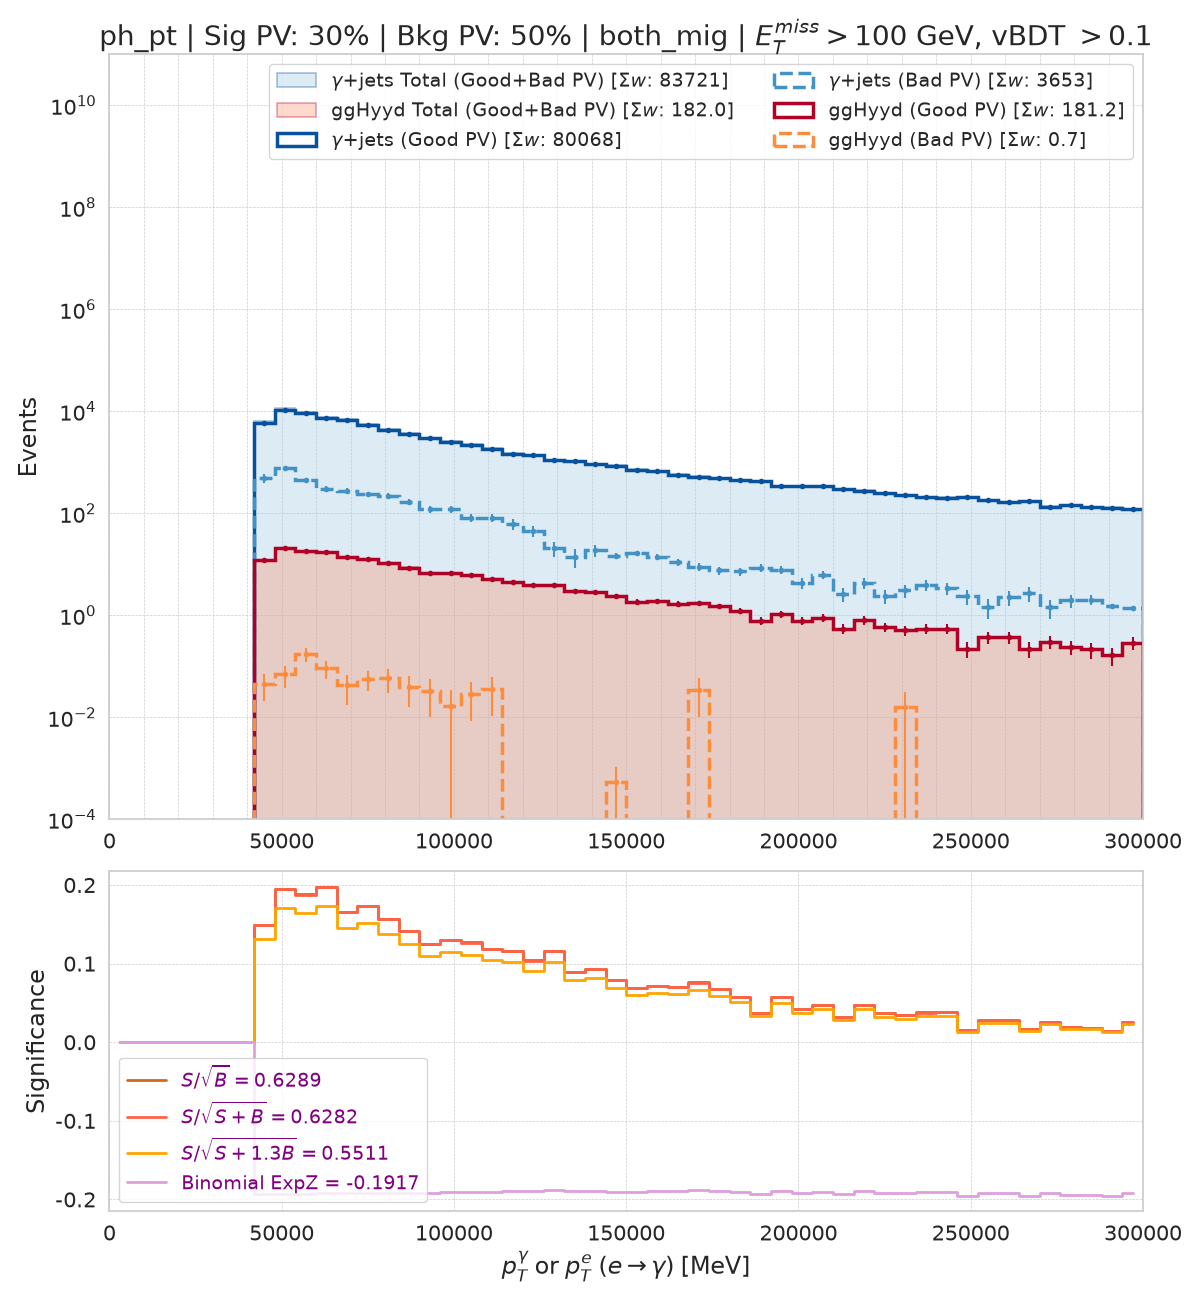 ph_pt | Sig PV: 30% | Bkg PV: 50% | both_mig | E_T^miss > 100 GeV, vBDT > 0.1
γ+jets Total (Good+Bad PV) [Σw: 83721]
ggHyyd Total (Good+Bad PV) [Σw: 182.0]
γ+jets (Good PV) [Σw: 80068]
γ+jets (Bad PV) [Σw: 3653]
ggHyyd (Good PV) [Σw: 181.2]
ggHyyd (Bad PV) [Σw: 0.7]
Events
10^10
10^8
10^6
10^4
10^2
10^0
10^−2
10^−4
0 50000 100000 150000 200000 250000 300000
Significance
0.2
0.1
0.0
-0.1
-0.2
S/√B = 0.6289
S/√S + B = 0.6282
S/√S + 1.3B = 0.5511
Binomial ExpZ = -0.1917
0 50000 100000 150000 200000 250000 300000
p_T^γ or p_T^e (e → γ) [MeV]